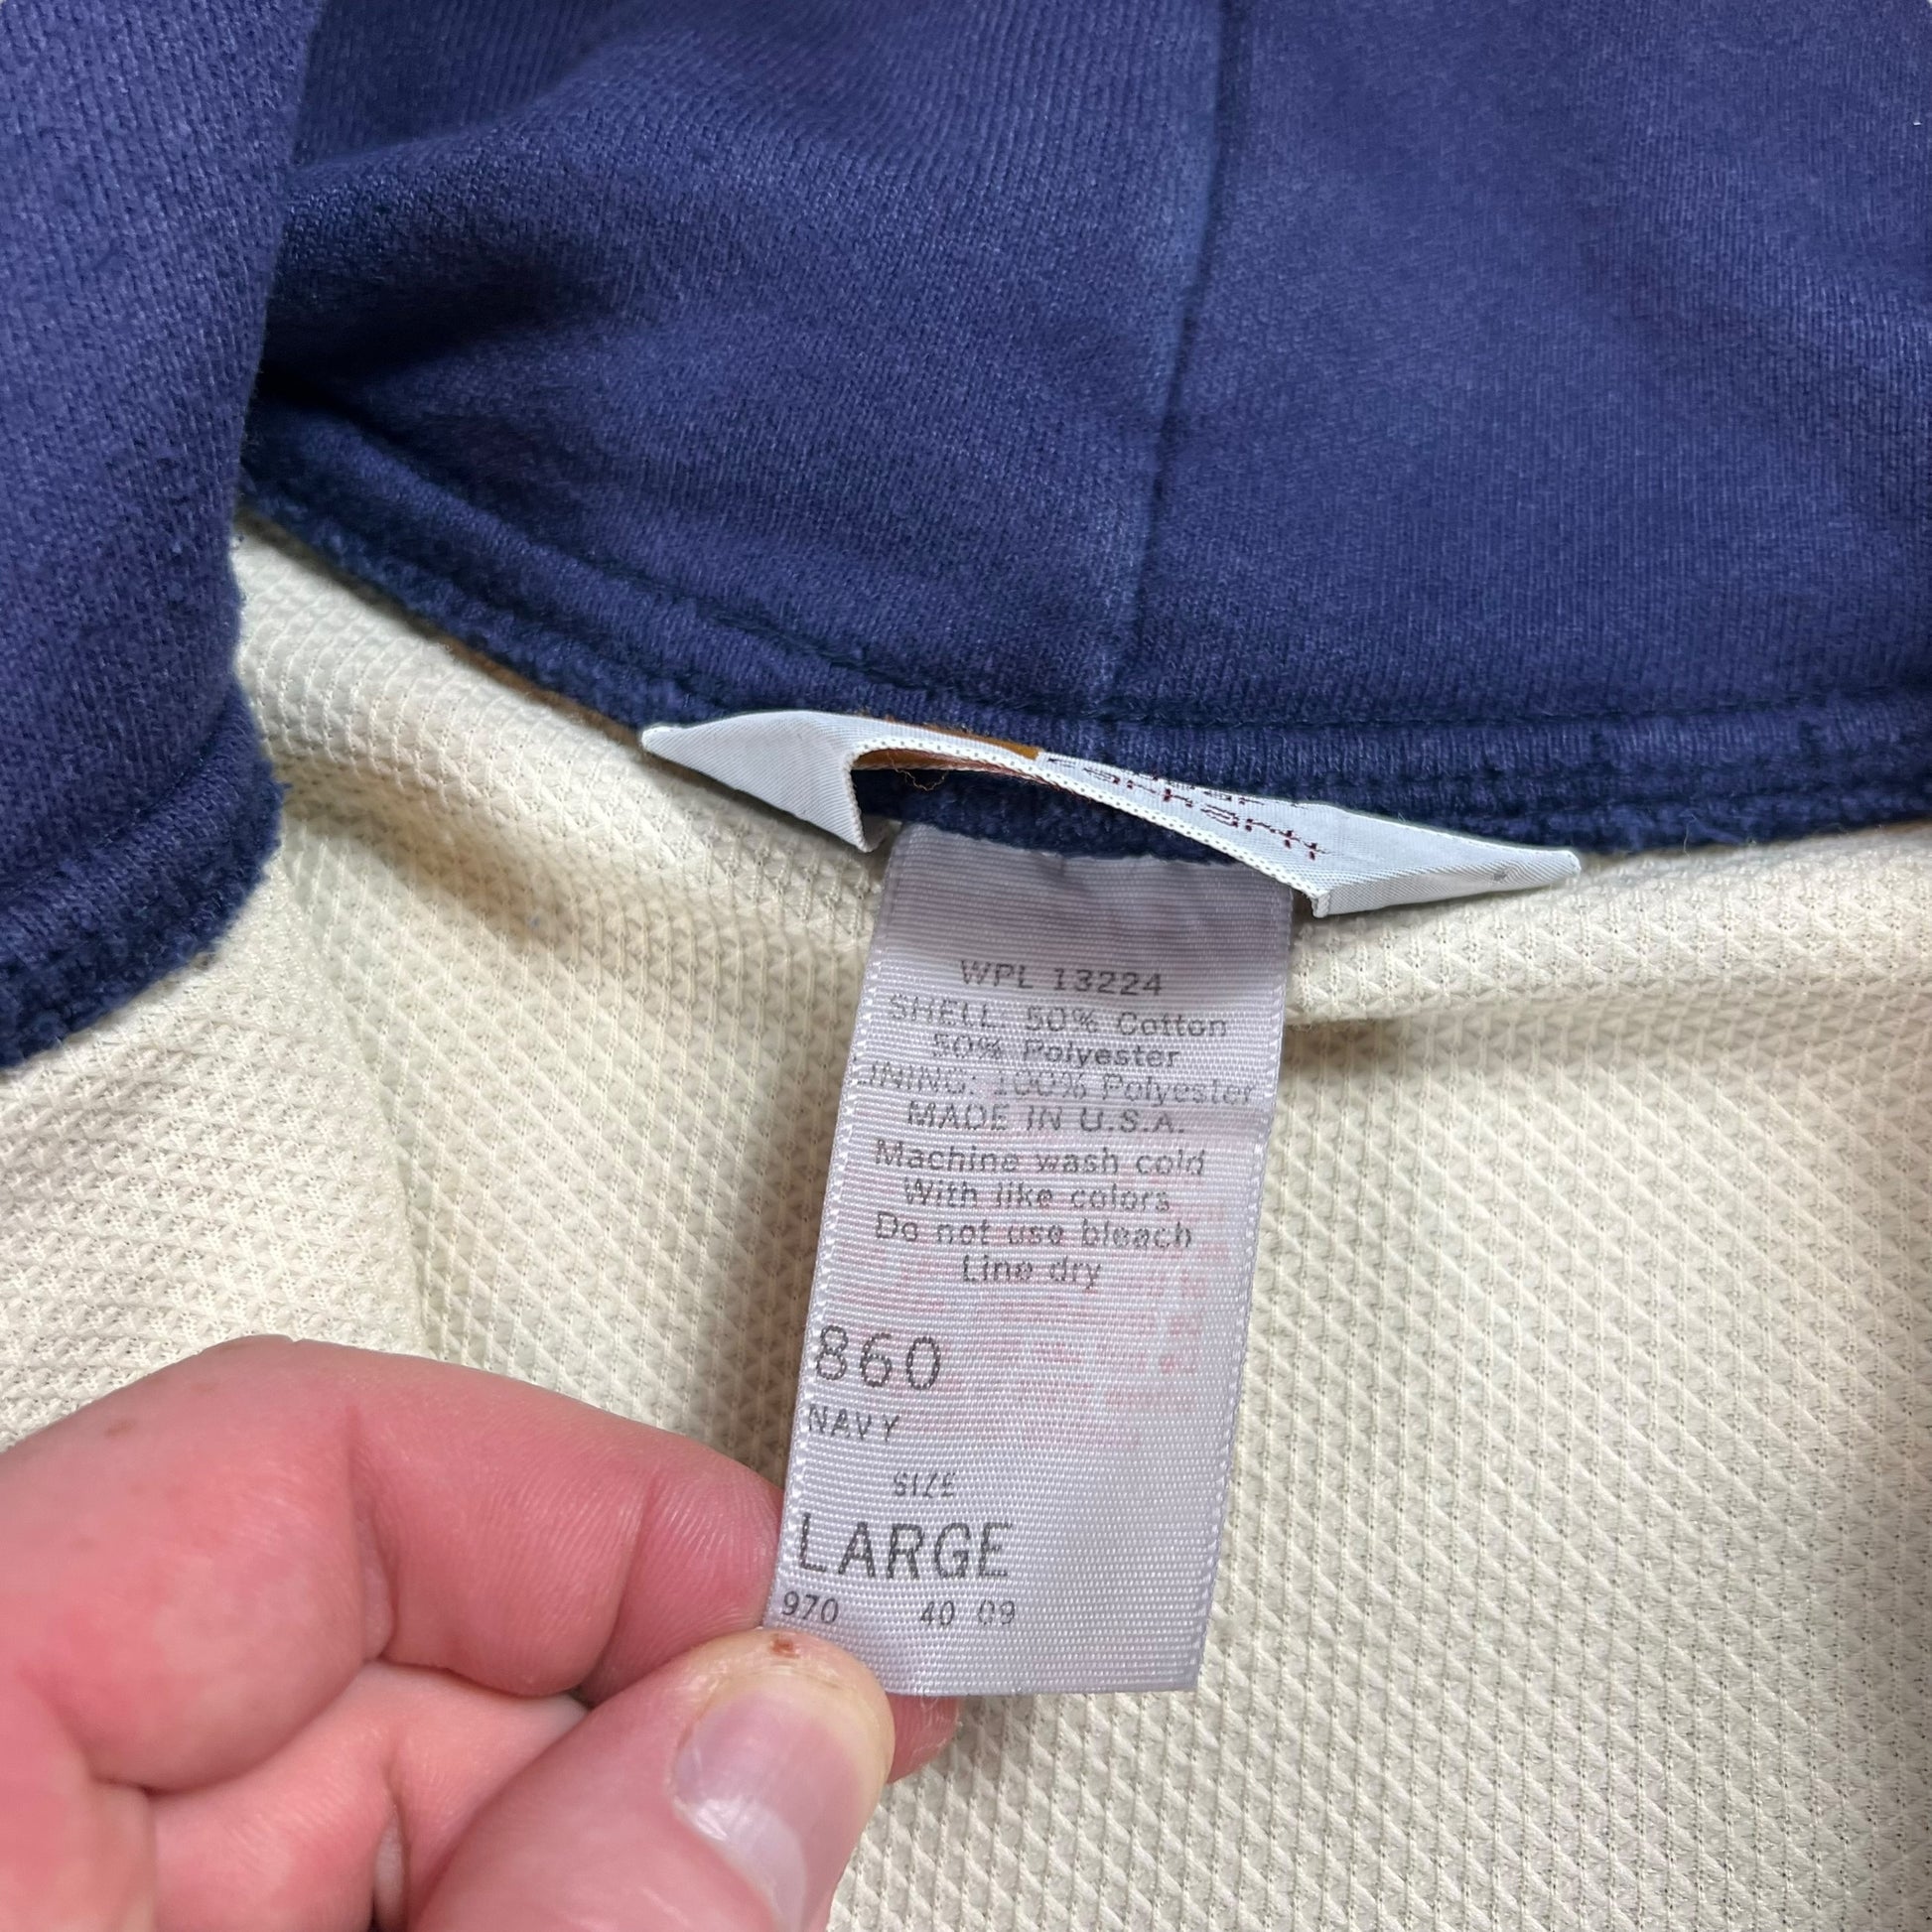 Carhartt
WPL 13224
SHELL: 50% Cotton
50% Polyester
LINING: 100% Polyester
MADE IN U.S.A.
Machine wash cold
With like colors
Do not use bleach
Line dry
860
NAVY
SIZE
LARGE
970 40 09